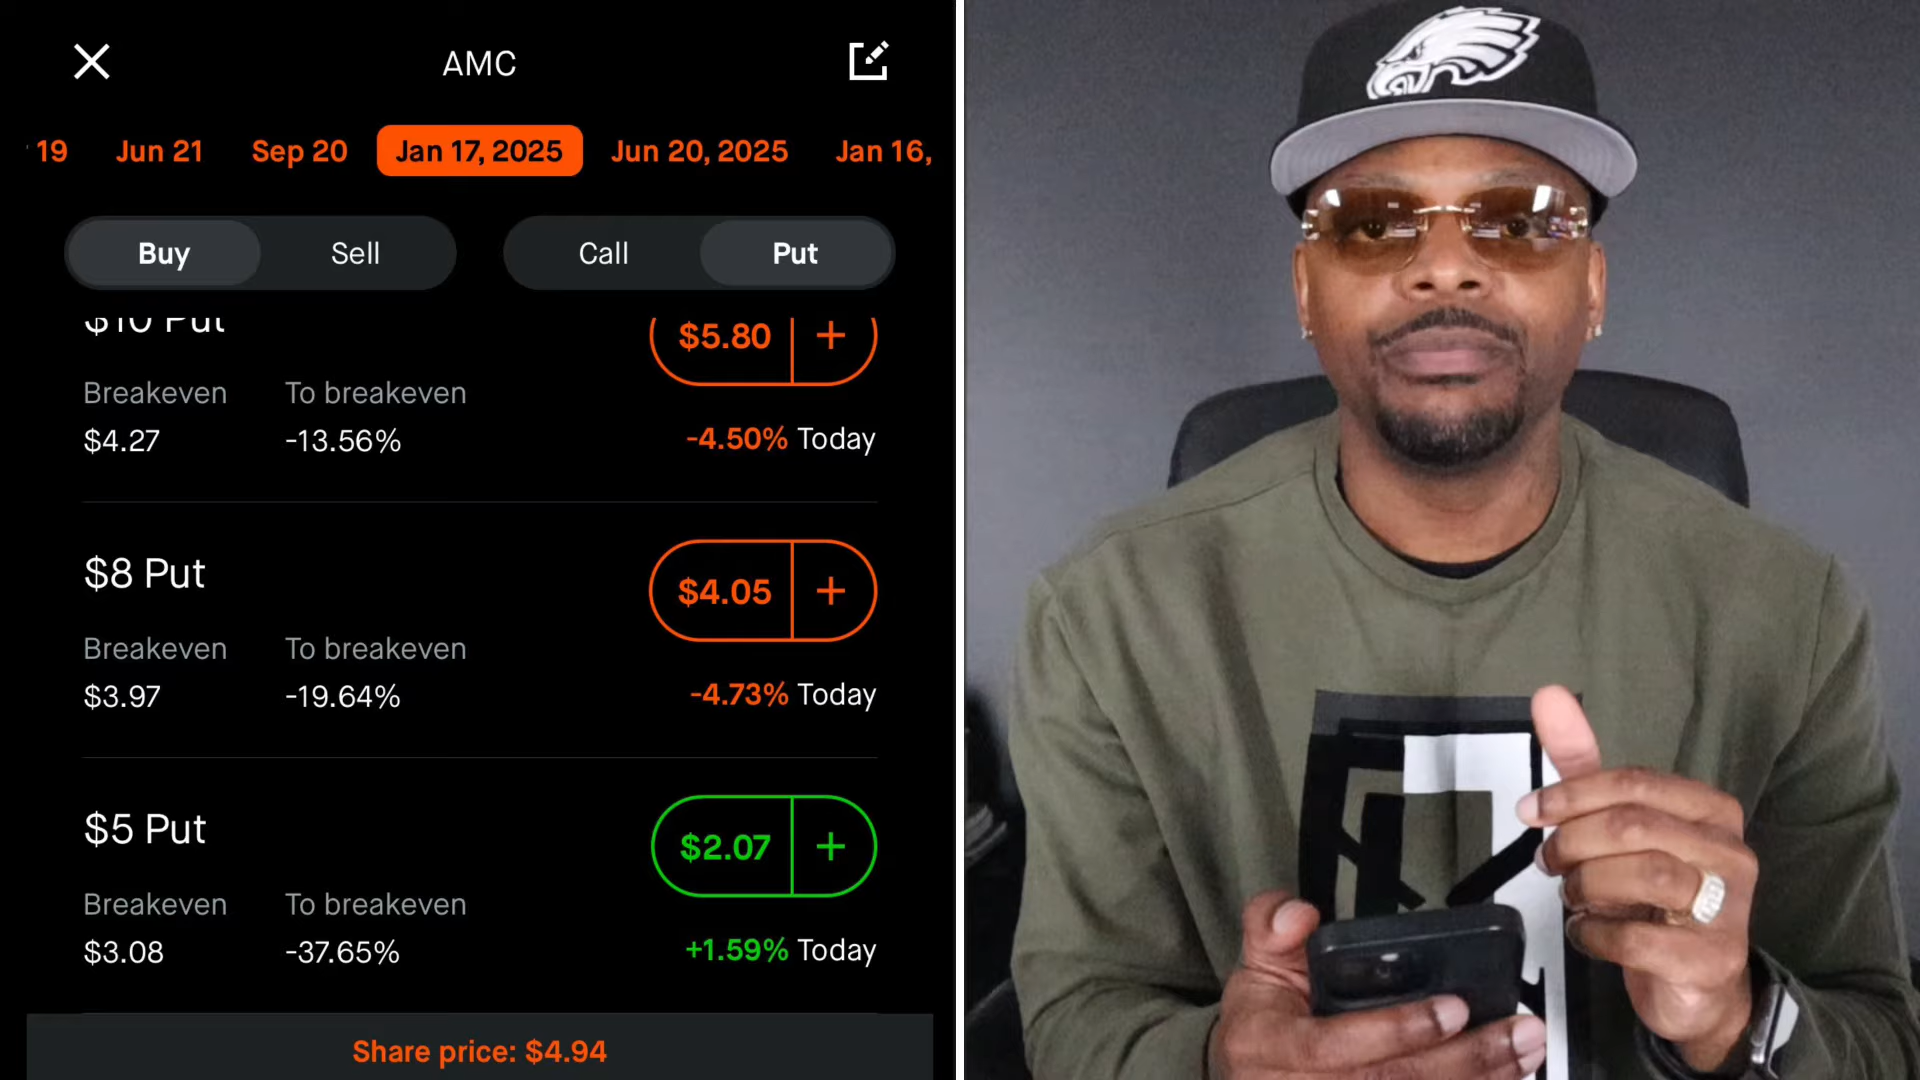 AMC
19 Jun 21 Sep 20 Jan 17, 2025 Jun 20, 2025 Jan 16,
Buy Sell Call Put
$10 Put $5.80 +
Breakeven To breakeven
$4.27 -13.56% -4.50% Today
$8 Put $4.05 +
Breakeven To breakeven
$3.97 -19.64% -4.73% Today
$5 Put $2.07 +
Breakeven To breakeven
$3.08 -37.65% +1.59% Today
Share price: $4.94